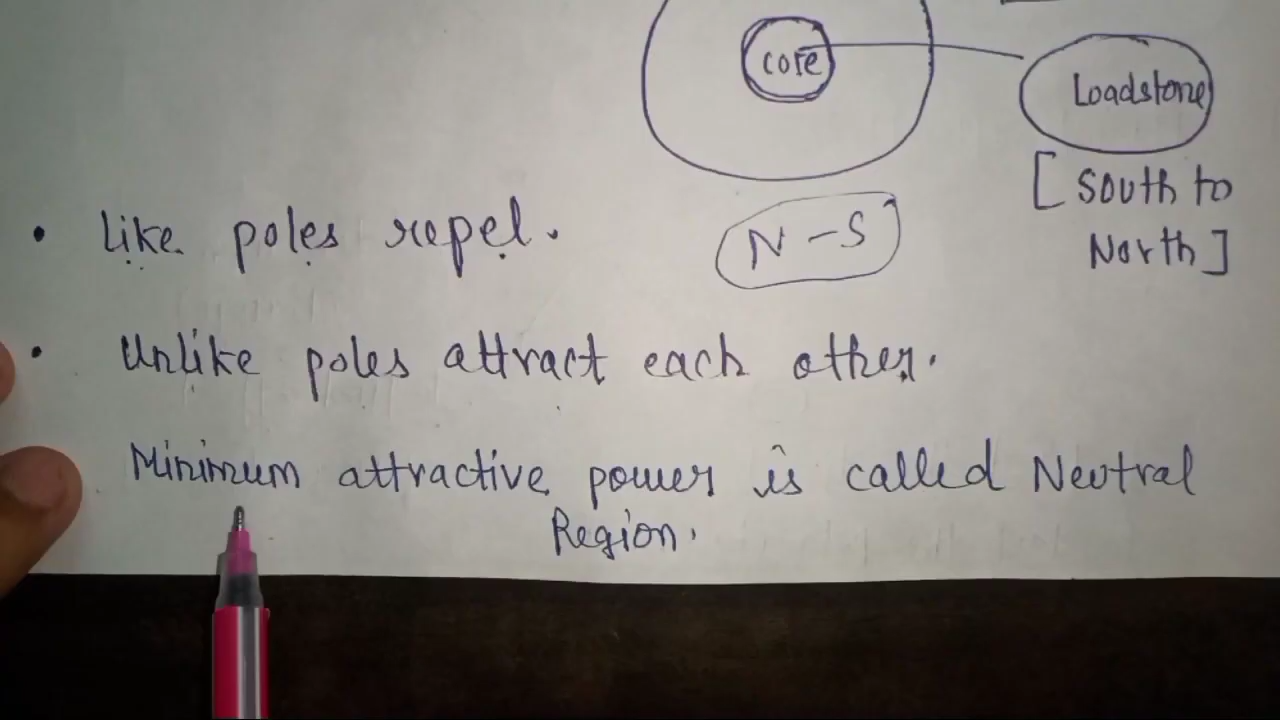 core
Loadstone
[ South to
North ]
N - S
• Like poles repel.
• Unlike poles attract each other.
Minimum attractive power is called Neutral
Region.